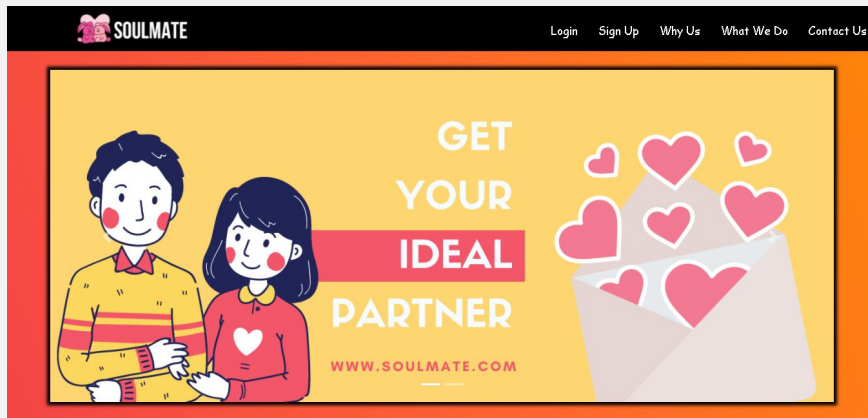 SOULMATE
Login Sign Up Why Us What We Do Contact Us
GET
YOUR
IDEAL
PARTNER
WWW.SOULMATE.COM